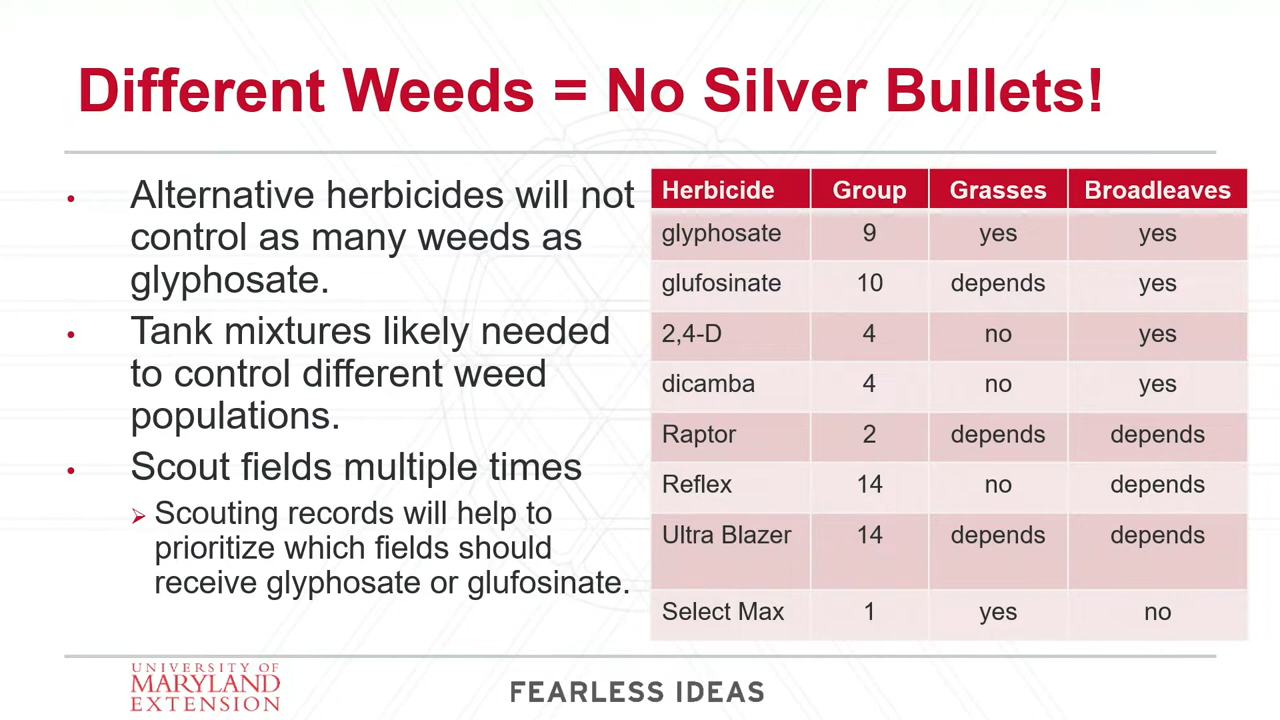 Different Weeds = No Silver Bullets!
• Alternative herbicides will not
control as many weeds as
glyphosate.
• Tank mixtures likely needed
to control different weed
populations.
• Scout fields multiple times
➢ Scouting records will help to
prioritize which fields should
receive glyphosate or glufosinate.
Herbicide Group Grasses Broadleaves
glyphosate 9 yes yes
glufosinate 10 depends yes
2,4-D 4 no yes
dicamba 4 no yes
Raptor 2 depends depends
Reflex 14 no depends
Ultra Blazer 14 depends depends
Select Max 1 yes no
UNIVERSITY OF
MARYLAND
EXTENSION
FEARLESS IDEAS